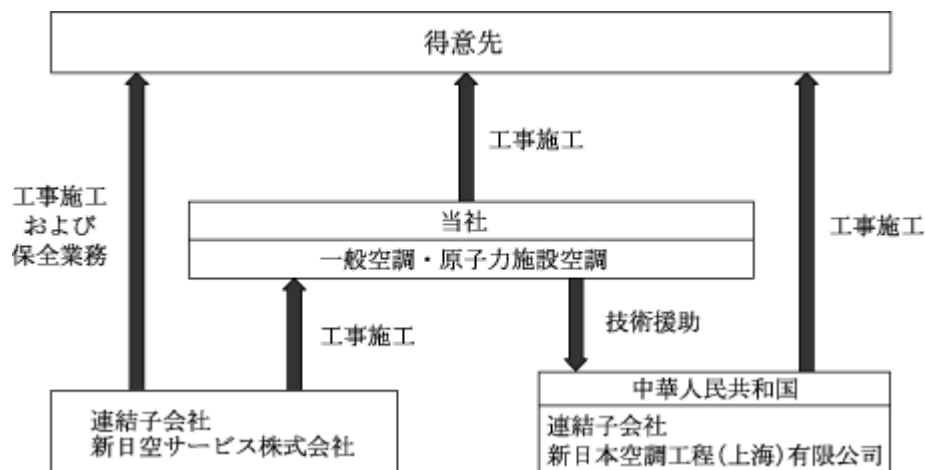 得意先
工事施工
工事施工
および
保全業務
工事施工
当社
一般空調・原子力施設空調
工事施工
技術援助
連結子会社
新日空サービス株式会社
中華人民共和国
連結子会社
新日本空調工程(上海)有限公司